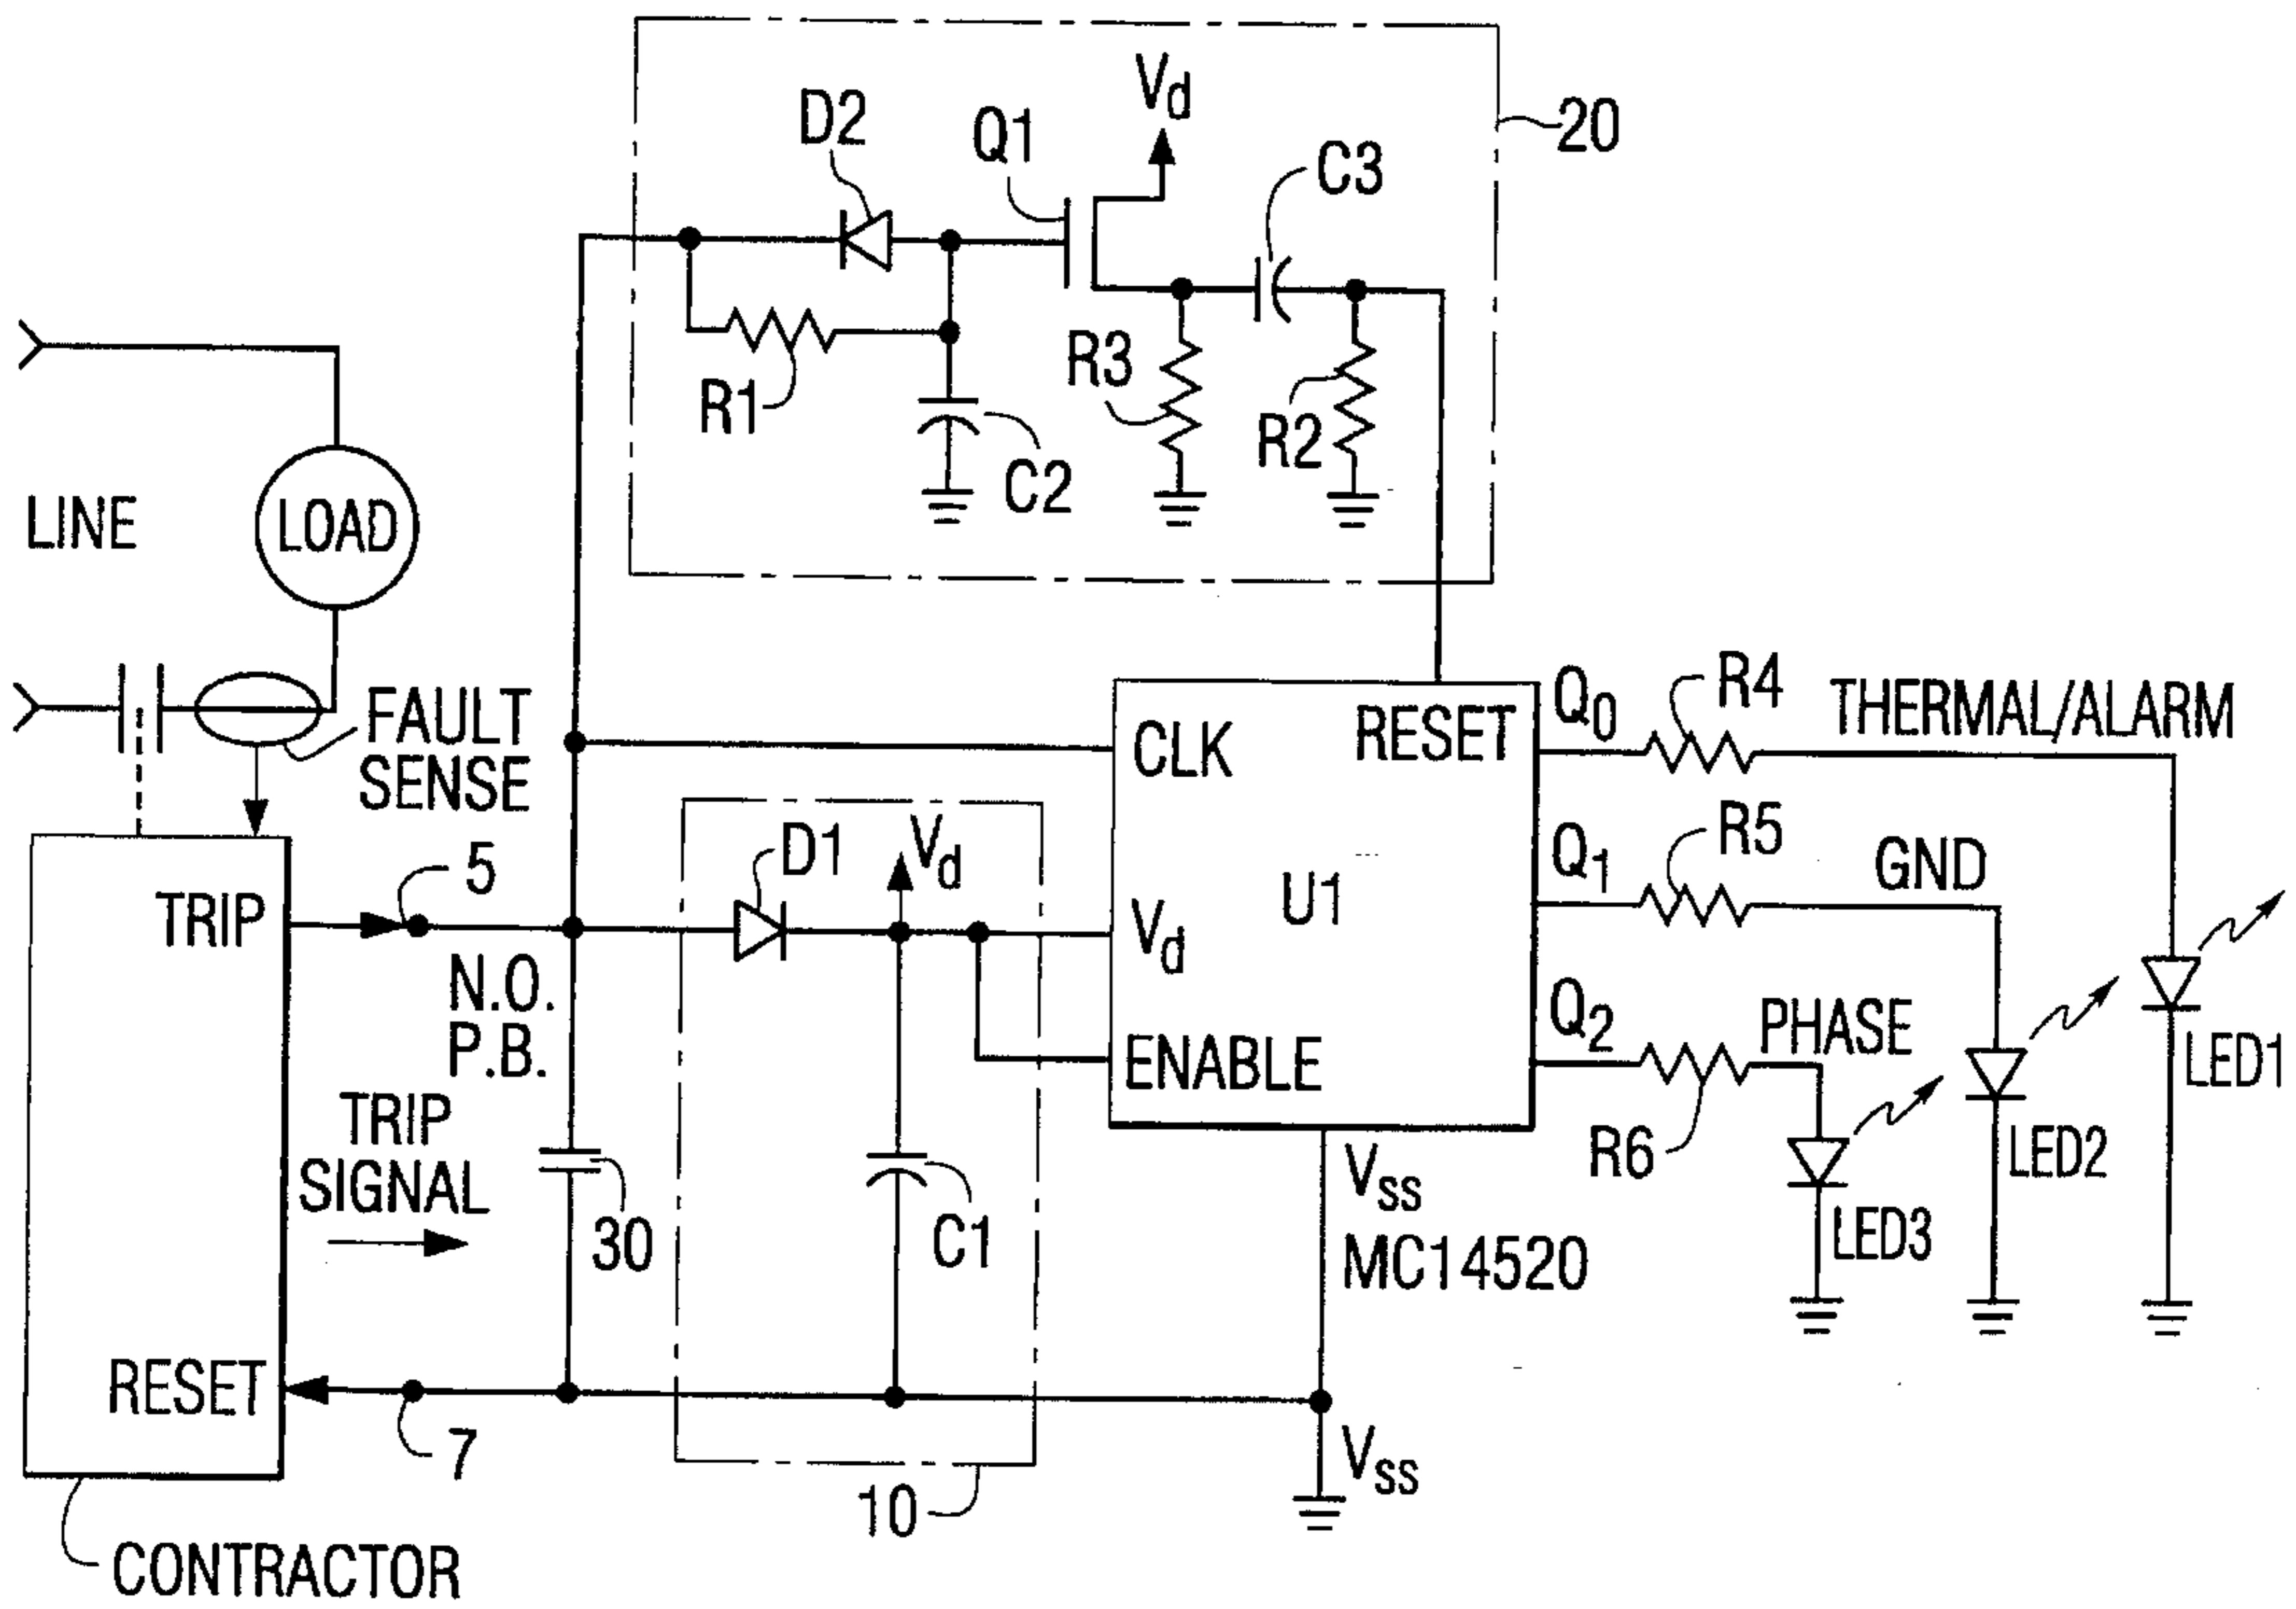 Vd
D2
Q1
C3
20
R1
R3
R2
C2
LINE
LOAD
FAULT
SENSE
CLK
RESET
Q0
R4
THERMAL/ALARM
D1
Vd
U1
Q1
R5
GND
TRIP
5
N.O.
P.B.
Vd
ENABLE
Q2
PHASE
R6
LED1
LED2
LED3
TRIP
SIGNAL
30
C1
Vss
MC14520
RESET
7
10
Vss
CONTRACTOR